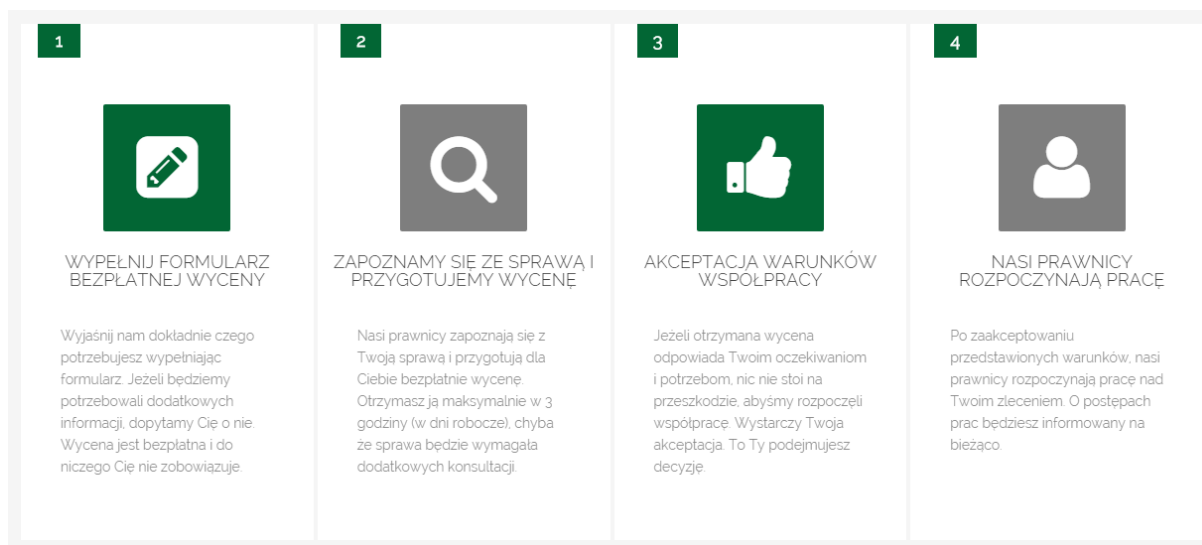 1
WYPEŁNIJ FORMULARZ
BEZPŁATNEJ WYCENY
Wyjaśnij nam dokładnie czego
potrzebujesz wypełniając
formularz. Jeżeli będziemy
potrzebowali dodatkowych
informacji, dopytamy Cię o nie.
Wycena jest bezpłatna i do
niczego Cię nie zobowiązuje.
2
ZAPOZNAMY SIĘ ZE SPRAWĄ I
PRZYGOTUJEMY WYCENĘ
Nasi prawnicy zapoznają się z
Twoją sprawą i przygotują dla
Ciebie bezpłatnie wycenę.
Otrzymasz ją maksymalnie w 3
godziny (w dni robocze), chyba
że sprawa będzie wymagała
dodatkowych konsultacji.
3
AKCEPTACJA WARUNKÓW
WSPÓŁPRACY
Jeżeli otrzymana wycena
odpowiada Twoim oczekiwaniom
i potrzebom, nic nie stoi na
przeszkodzie, abyśmy rozpoczęli
współpracę. Wystarczy Twoja
akceptacja. To Ty podejmujesz
decyzję.
4
NASI PRAWNICY
ROZPOCZYNAJĄ PRACĘ
Po zaakceptowaniu
przedstawionych warunków, nasi
prawnicy rozpoczynają pracę nad
Twoim zleceniem. O postępach
prac będziesz informowany na
bieżąco.